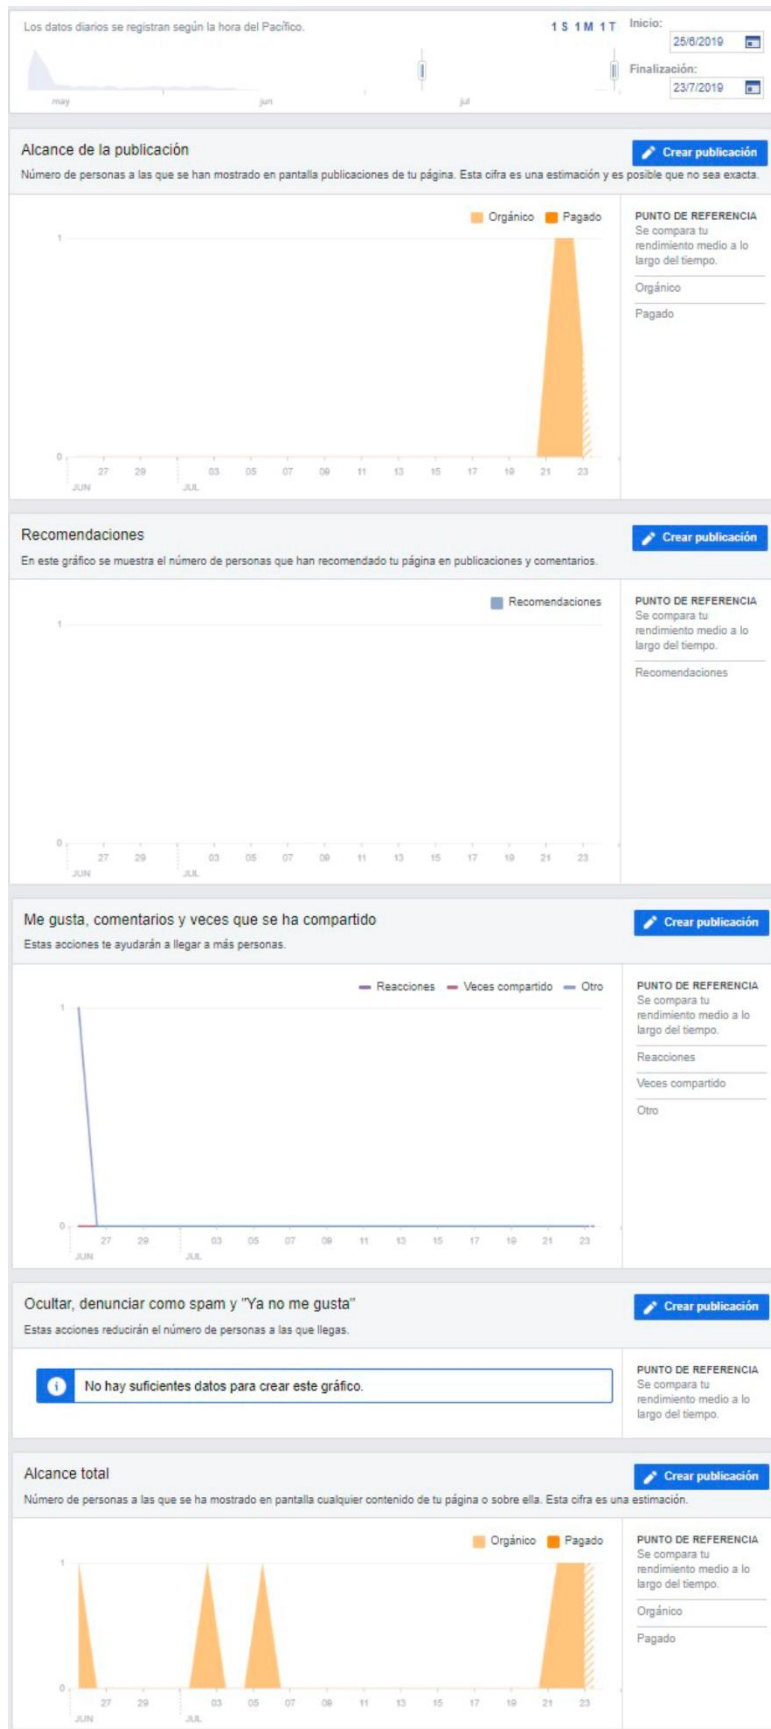 Los datos diarios se registran según la hora del Pacífico.
1 S 1 M 1 T
Inicio:
25/6/2019
Finalización:
23/7/2019
may jun jul
Alcance de la publicación
Crear publicación
Número de personas a las que se han mostrado en pantalla publicaciones de tu página. Esta cifra es una estimación y es posible que no sea exacta.
Orgánico Pagado
1
0
27 29 03 05 07 09 11 13 15 17 19 21 23
JUN JUL
PUNTO DE REFERENCIA
Se compara tu
rendimiento medio a lo
largo del tiempo.
Orgánico
Pagado
Recomendaciones
Crear publicación
En este gráfico se muestra el número de personas que han recomendado tu página en publicaciones y comentarios.
Recomendaciones
1
0
27 29 03 05 07 09 11 13 15 17 19 21 23
JUN JUL
PUNTO DE REFERENCIA
Se compara tu
rendimiento medio a lo
largo del tiempo.
Recomendaciones
Me gusta, comentarios y veces que se ha compartido
Crear publicación
Estas acciones te ayudarán a llegar a más personas.
Reacciones Veces compartido Otro
1
0
27 29 03 05 07 09 11 13 15 17 19 21 23
JUN JUL
PUNTO DE REFERENCIA
Se compara tu
rendimiento medio a lo
largo del tiempo.
Reacciones
Veces compartido
Otro
Ocultar, denunciar como spam y "Ya no me gusta"
Crear publicación
Estas acciones reducirán el número de personas a las que llegas.
No hay suficientes datos para crear este gráfico.
PUNTO DE REFERENCIA
Se compara tu
rendimiento medio a lo
largo del tiempo.
Alcance total
Crear publicación
Número de personas a las que se ha mostrado en pantalla cualquier contenido de tu página o sobre ella. Esta cifra es una estimación.
Orgánico Pagado
1
0
27 29 03 05 07 09 11 13 15 17 19 21 23
JUN JUL
PUNTO DE REFERENCIA
Se compara tu
rendimiento medio a lo
largo del tiempo.
Orgánico
Pagado